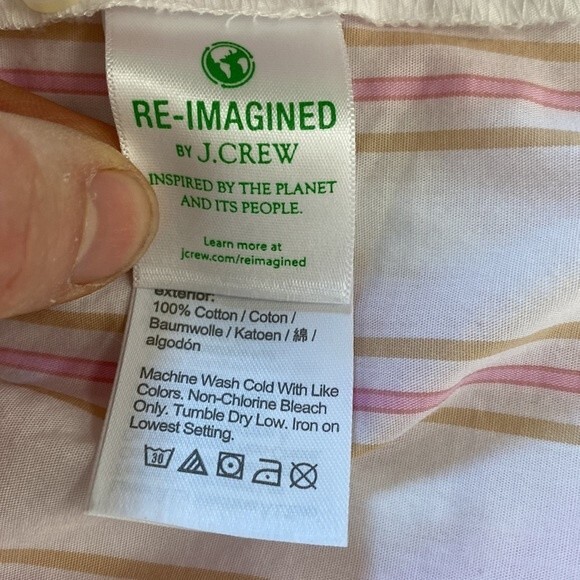 RE-IMAGINED
BY J.CREW
INSPIRED BY THE PLANET
AND ITS PEOPLE.
Learn more at
jcrew.com/reimagined
exterior:
100% Cotton / Coton /
Baumwolle / Katoen / 綿 /
algodón
Machine Wash Cold With Like
Colors. Non-Chlorine Bleach
Only. Tumble Dry Low. Iron on
Lowest Setting.
30